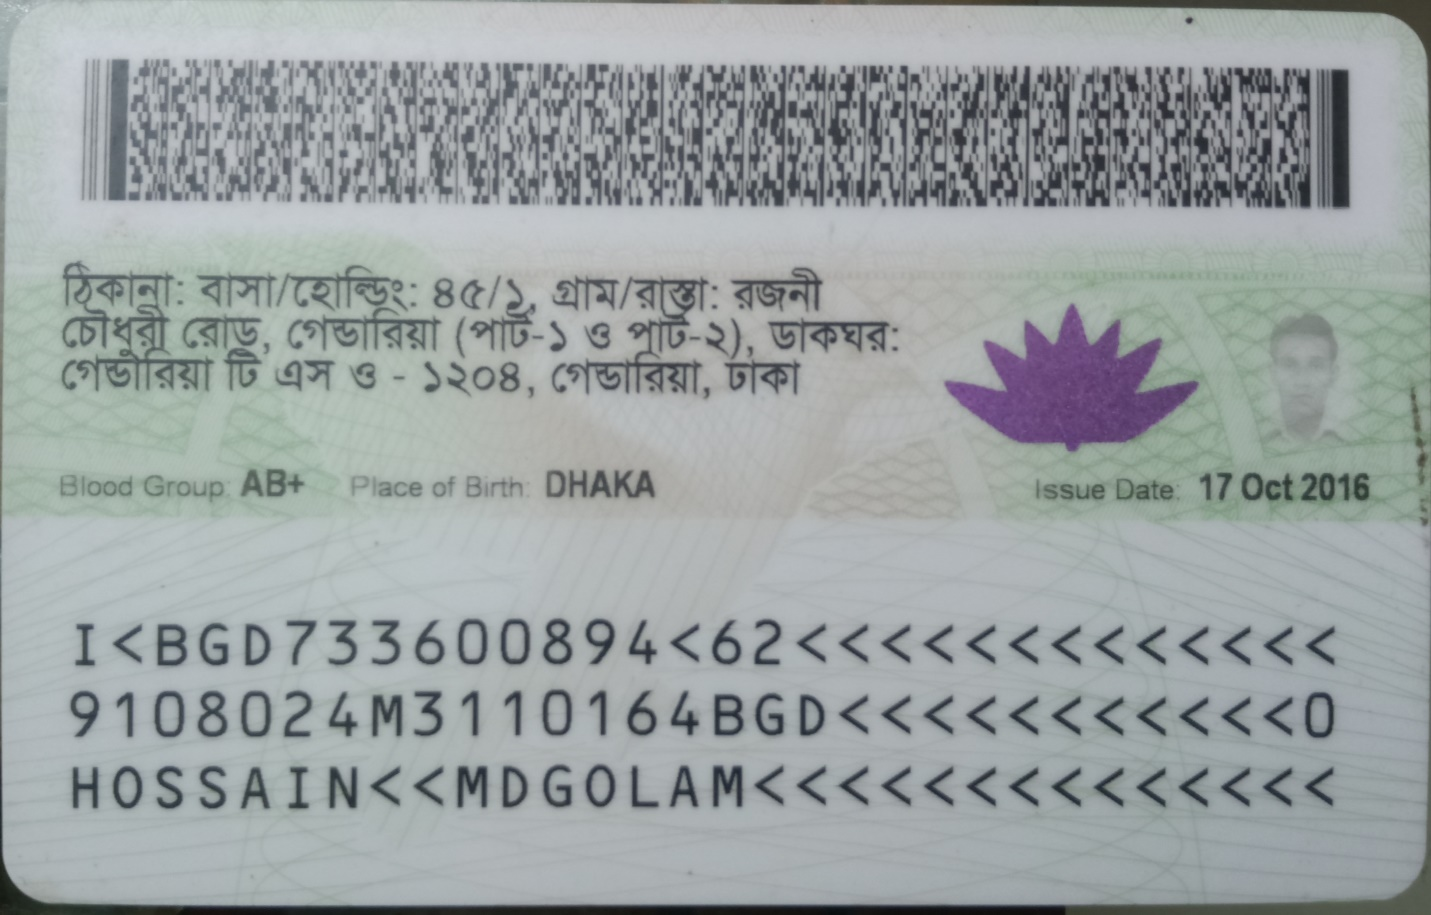 ঠিকানা: বাসা/হোল্ডিং: ৪৫/১, গ্রাম/রাস্তা: রজনী
চৌধুরী রোড, গেন্ডারিয়া (পার্ট-১ ও পার্ট-২), ডাকঘর:
গেন্ডারিয়া টি এস ও - ১২০৪, গেন্ডারিয়া, ঢাকা
Blood Group: AB+ Place of Birth: DHAKA Issue Date: 17 Oct 2016
I<BGD733600894<62<<<<<<<<<<<<<
9108024M3110164BGD<<<<<<<<<<<0
HOSSAIN<<MDGOLAM<<<<<<<<<<<<<<